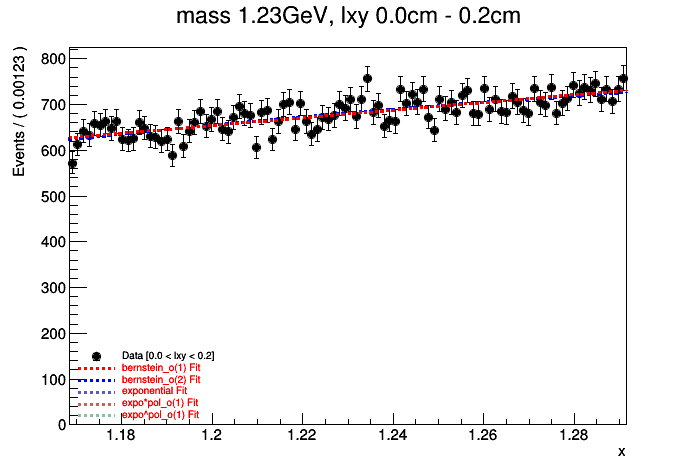 mass 1.23GeV, lxy 0.0cm - 0.2cm
Events / ( 0.00123 )
800
700
600
500
400
300
200
100
0
Data [0.0 < lxy < 0.2]
bernstein_o(1) Fit
bernstein_o(2) Fit
exponential Fit
expo*pol_o(1) Fit
expo^pol_o(1) Fit
1.18
1.2
1.22
1.24
1.26
1.28
x